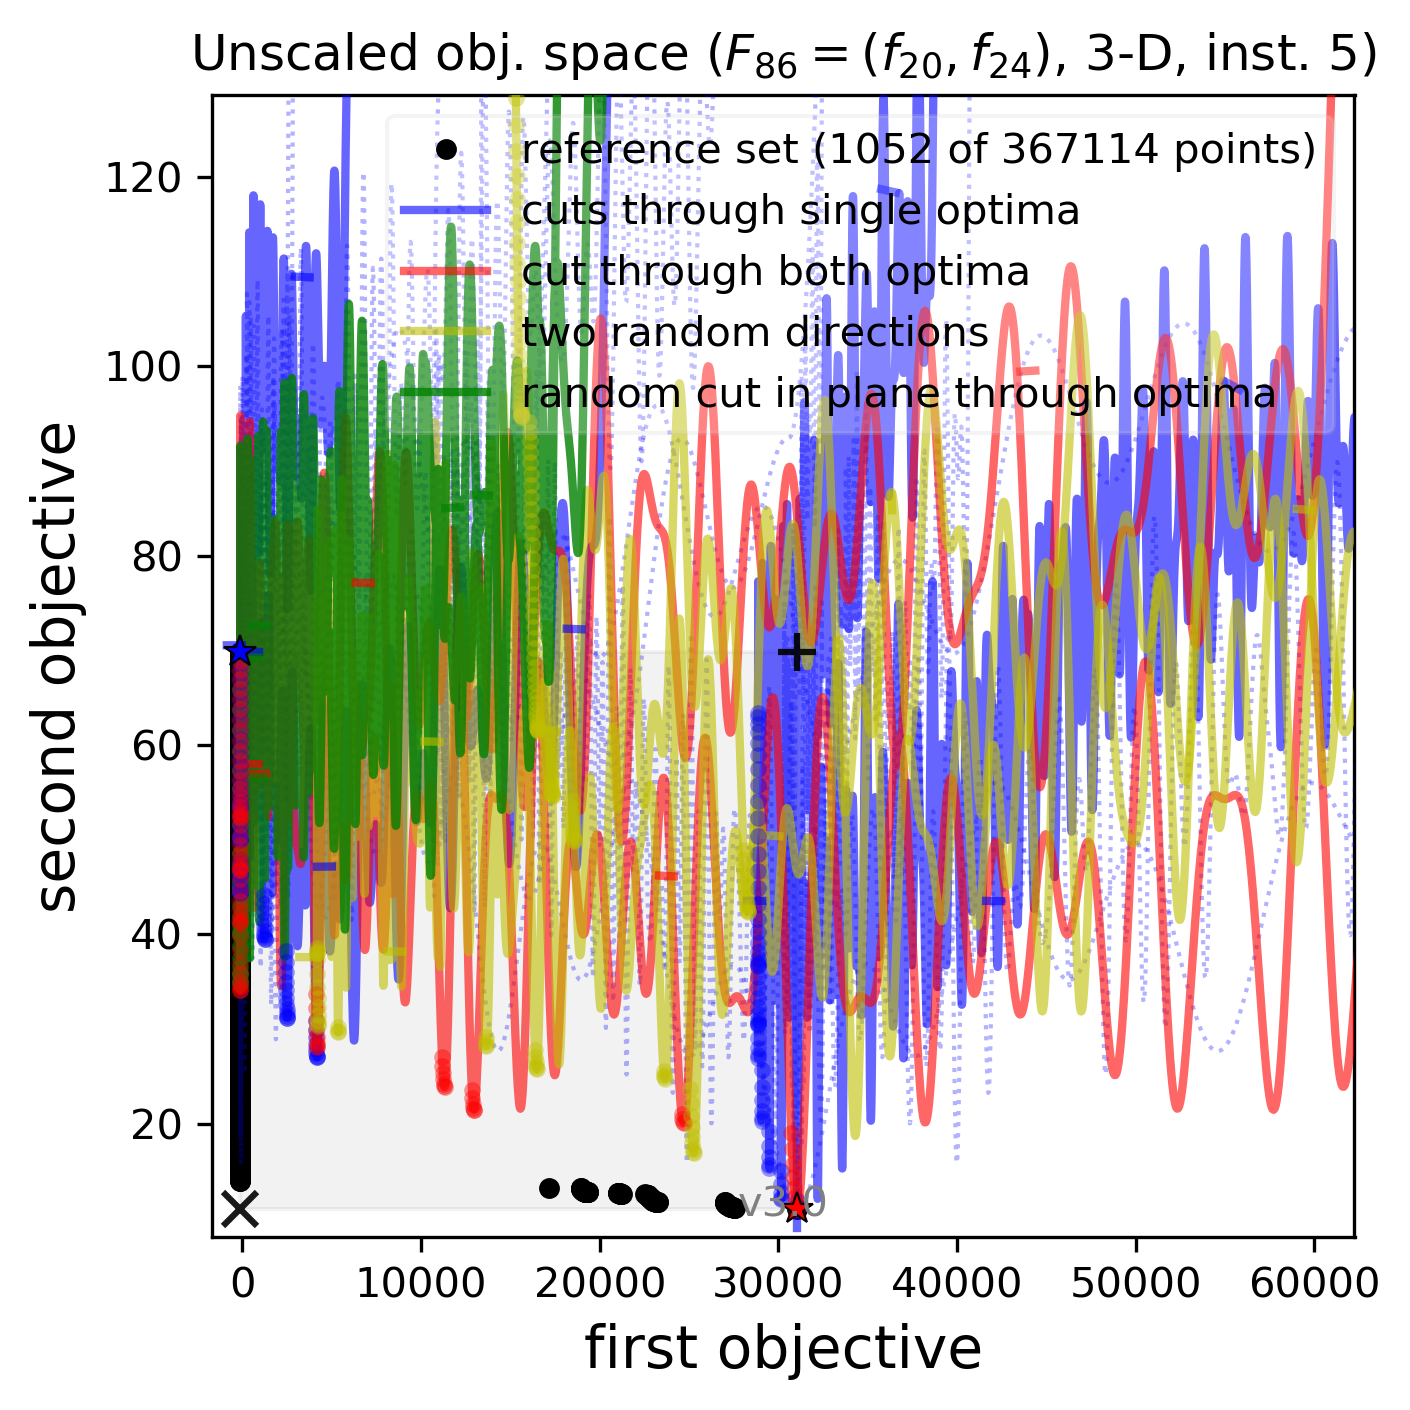 Unscaled obj. space (F₈₆ = (f₂₀, f₂₄), 3-D, inst. 5)
reference set (1052 of 367114 points)
cuts through single optima
cut through both optima
two random directions
random cut in plane through optima
second objective
120
100
80
60
40
20
v3.0
0 10000 20000 30000 40000 50000 60000
first objective